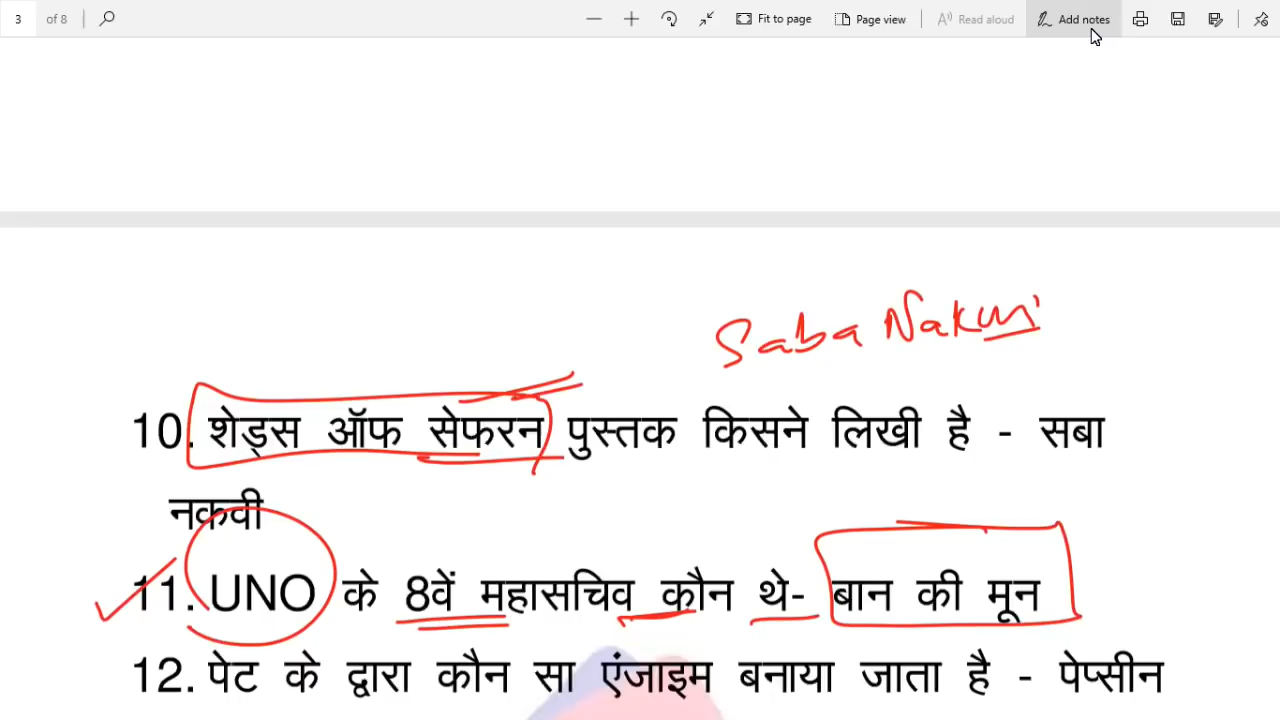 3 of 8 Fit to page Page view Read aloud Add notes
Saba Nakvi
10. शेड्स ऑफ सेफरन पुस्तक किसने लिखी है - सबा
नकवी
11. UNO के 8वें महासचिव कौन थे- बान की मून
12. पेट के द्वारा कौन सा एंजाइम बनाया जाता है - पेप्सीन